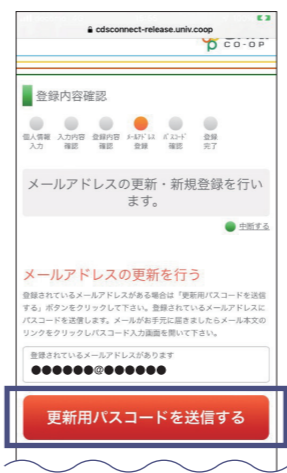 cdsconnect-release.univ.coop
CO-OP
登録内容確認
個人情報 入力内容 登録内容 メールアドレス パスコード 登録
入力 確認 確認 登録 確認 完了
メールアドレスの更新・新規登録を行い
ます。
中断する
メールアドレスの更新を行う
登録されているメールアドレスがある場合は「更新用パスコードを送信
する」ボタンをクリックして下さい。登録されているメールアドレスに
パスコードを送信します。メールがお手元に届きましたらメール本文の
リンクをクリックしパスコード入力画面を開いて下さい。
登録されているメールアドレスがあります
●●●●●●@●●●●●●
更新用パスコードを送信する